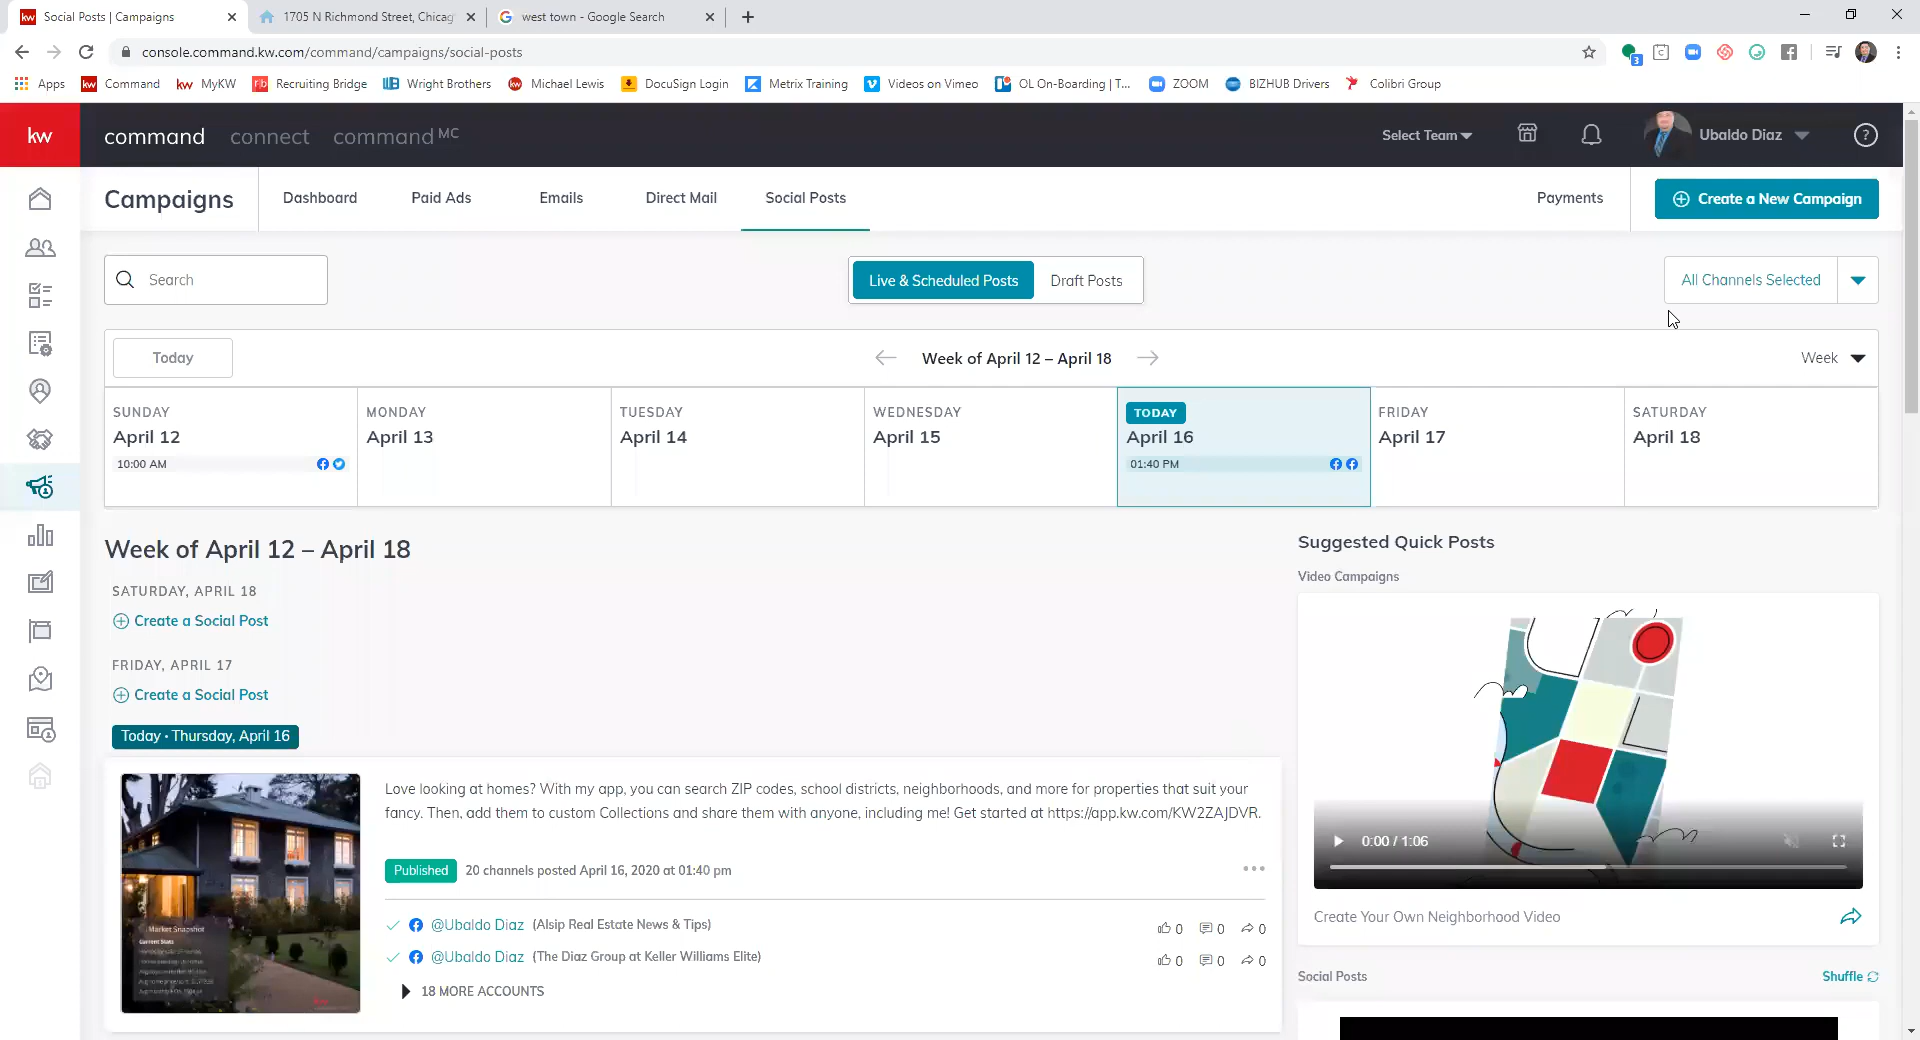 Social Posts | Campaigns
1705 N Richmond Street, Chicag
west town - Google Search
console.command.kw.com/command/campaigns/social-posts
3
Apps
kw Command
kw MyKW
rb Recruiting Bridge
Wright Brothers
kw Michael Lewis
DocuSign Login
Metrix Training
Videos on Vimeo
OL On-Boarding | T...
ZOOM
BIZHUB Drivers
Colibri Group
kw
command connect command MC
Select Team
Ubaldo Diaz
?
Campaigns
Dashboard
Paid Ads
Emails
Direct Mail
Social Posts
Payments
Create a New Campaign
Search
Live & Scheduled Posts
Draft Posts
All Channels Selected
Today
Week of April 12 – April 18
Week
SUNDAY
April 12
10:00 AM
MONDAY
April 13
TUESDAY
April 14
WEDNESDAY
April 15
TODAY
April 16
01:40 PM
FRIDAY
April 17
SATURDAY
April 18
Week of April 12 – April 18
SATURDAY, APRIL 18
Create a Social Post
FRIDAY, APRIL 17
Create a Social Post
Today • Thursday, April 16
Market Snapshot
Current Stats
Love looking at homes? With my app, you can search ZIP codes, school districts, neighborhoods, and more for properties that suit your
fancy. Then, add them to custom Collections and share them with anyone, including me! Get started at https://app.kw.com/KW2ZAJDVR.
Published
20 channels posted April 16, 2020 at 01:40 pm
@Ubaldo Diaz (Alsip Real Estate News & Tips)
0 0 0
@Ubaldo Diaz (The Diaz Group at Keller Williams Elite)
0 0 0
18 MORE ACCOUNTS
Suggested Quick Posts
Video Campaigns
0:00 / 1:06
Create Your Own Neighborhood Video
Social Posts
Shuffle